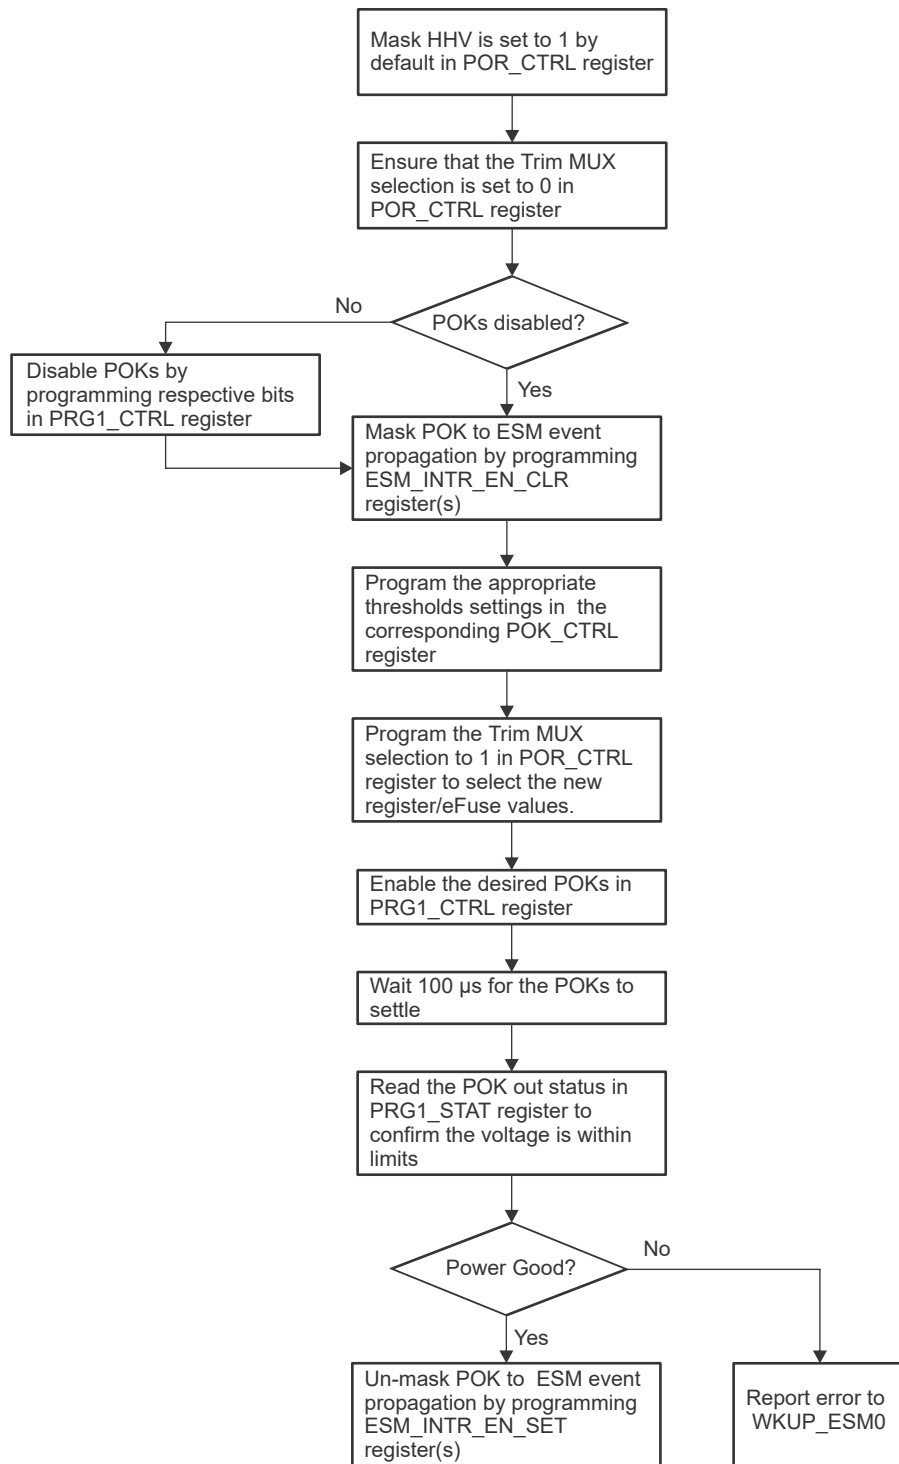 Mask HHV is set to 1 by
default in POR_CTRL register
Ensure that the Trim MUX
selection is set to 0 in
POR_CTRL register
No
POKs disabled?
Disable POKs by
programming respective bits
in PRG1_CTRL register
Yes
Mask POK to ESM event
propagation by programming
ESM_INTR_EN_CLR
register(s)
Program the appropriate
thresholds settings in the
corresponding POK_CTRL
register
Program the Trim MUX
selection to 1 in POR_CTRL
register to select the new
register/eFuse values.
Enable the desired POKs in
PRG1_CTRL register
Wait 100 µs for the POKs to
settle
Read the POK out status in
PRG1_STAT register to
confirm the voltage is within
limits
Power Good?
No
Yes
Un-mask POK to ESM event
propagation by programming
ESM_INTR_EN_SET
register(s)
Report error to
WKUP_ESM0